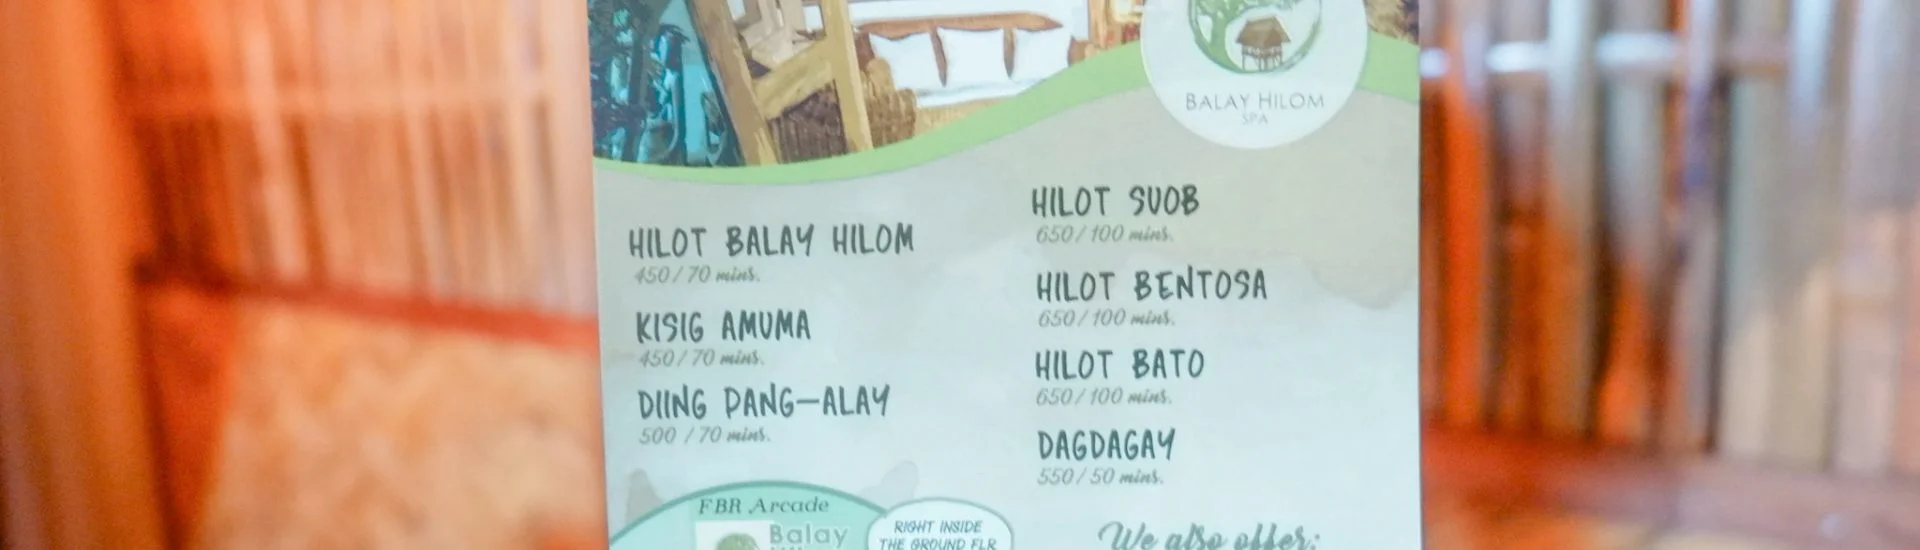 BALAY HILOM
SPA
HILOT BALAY HILOM
450 / 70 mins.
KISIG AMUMA
450 / 70 mins.
DIING PANG-ALAY
500 / 70 mins.
HILOT SUOB
650 / 100 mins.
HILOT BENTOSA
650 / 100 mins.
HILOT BATO
650 / 100 mins.
DAGDAGAY
550 / 50 mins.
FBR Arcade
Balay
RIGHT INSIDE
THE GROUND FLR
We also offer: